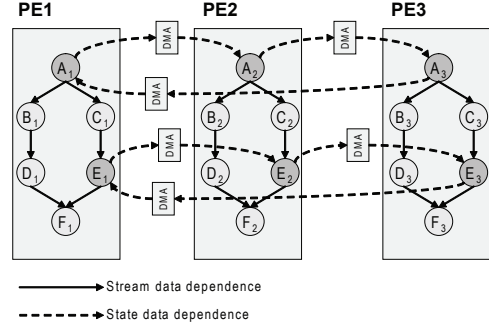 PE1 PE2 PE3
DMA DMA
A1 A2 A3
DMA
B1 C1 B2 C2 B3 C3
DMA DMA
D1 E1 D2 E2 D3 E3
DMA
F1 F2 F3
Stream data dependence
State data dependence